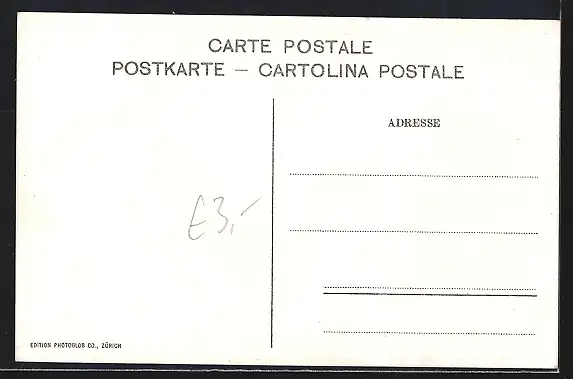 CARTE POSTALE
POSTKARTE — CARTOLINA POSTALE
ADRESSE
£3,-
EDITION PHOTOGLOB CO., ZÜRICH